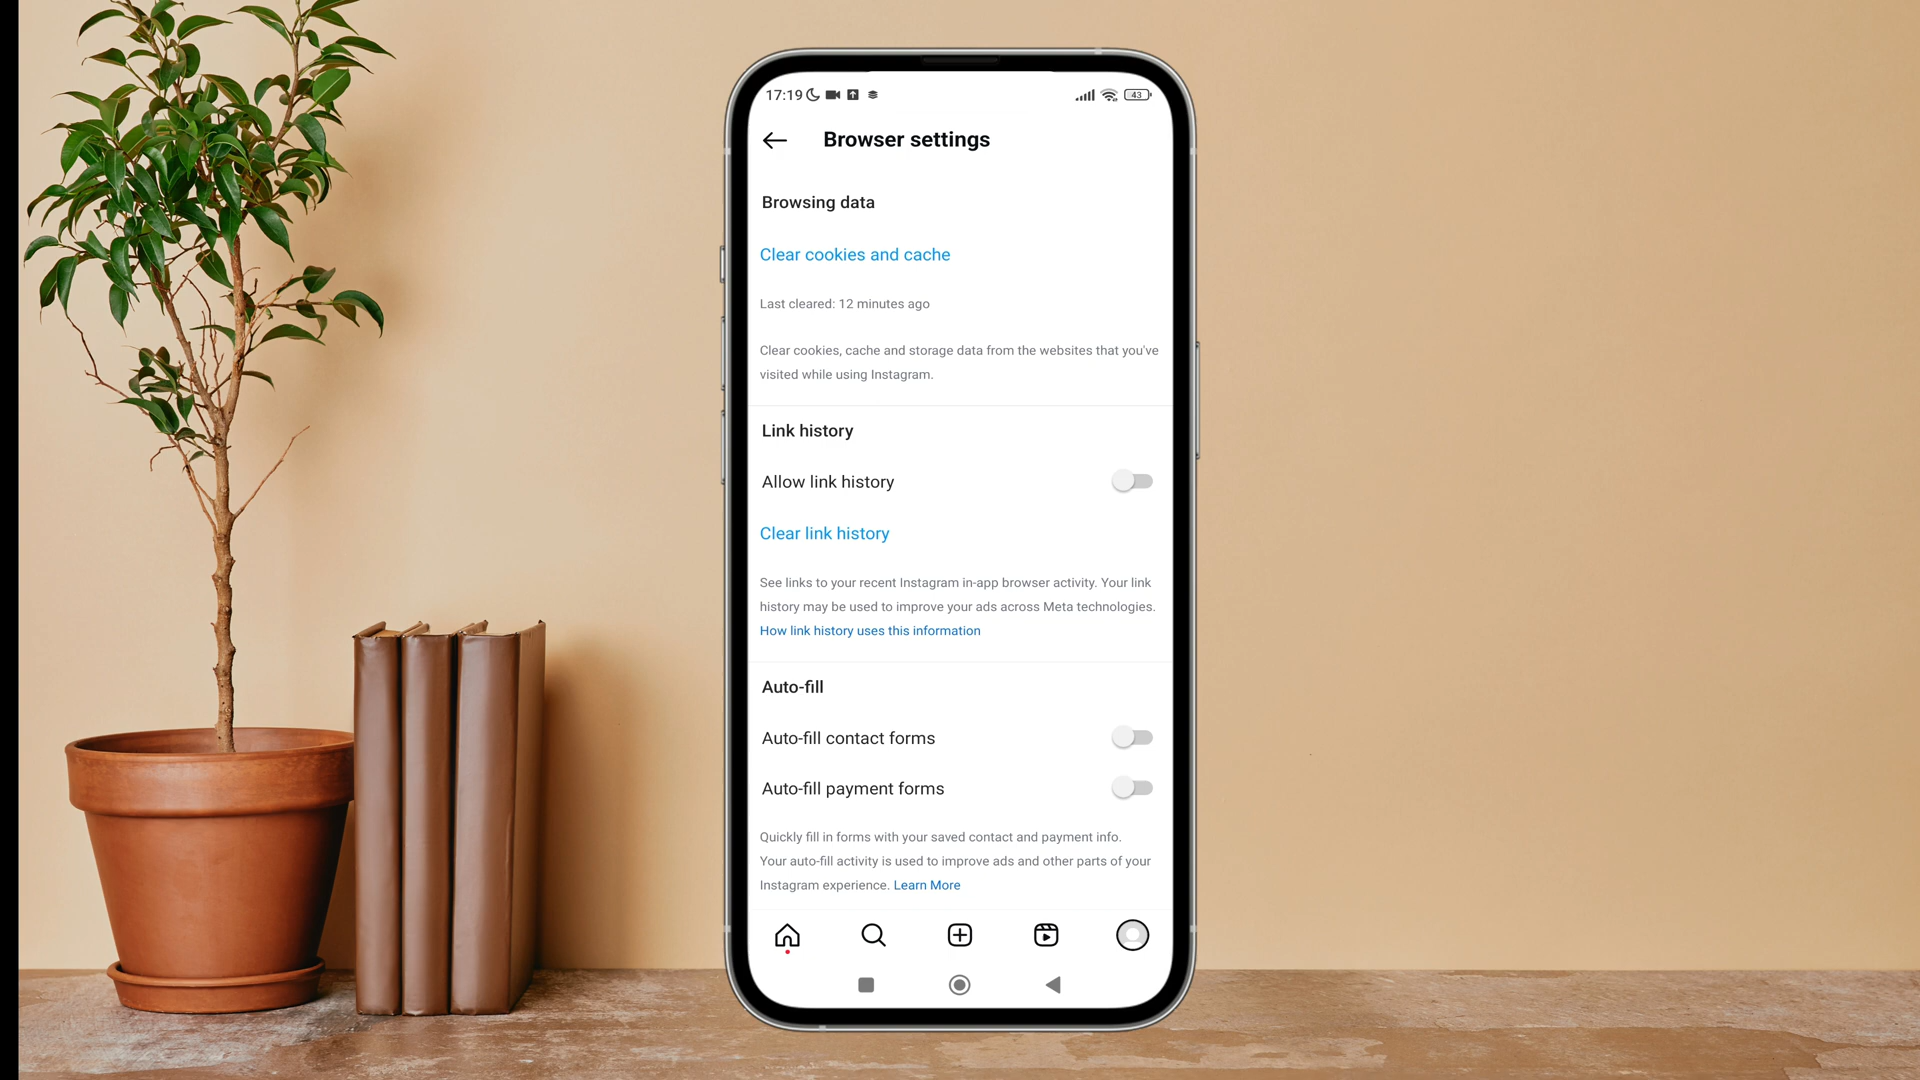 17:19
43
Browser settings
Browsing data
Clear cookies and cache
Last cleared: 12 minutes ago
Clear cookies, cache and storage data from the websites that you've
visited while using Instagram.
Link history
Allow link history
Clear link history
See links to your recent Instagram in-app browser activity. Your link
history may be used to improve your ads across Meta technologies.
How link history uses this information
Auto-fill
Auto-fill contact forms
Auto-fill payment forms
Quickly fill in forms with your saved contact and payment info.
Your auto-fill activity is used to improve ads and other parts of your
Instagram experience. Learn More